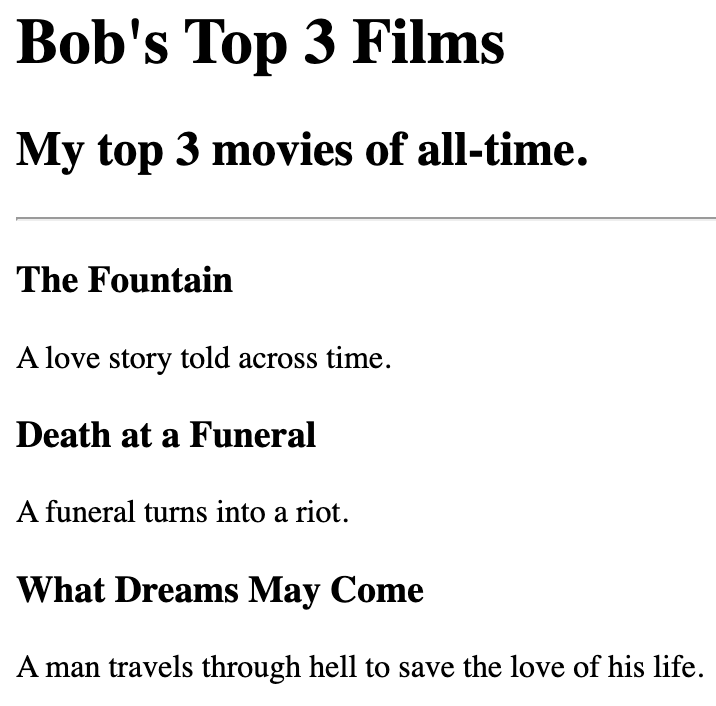 Bob's Top 3 Films
My top 3 movies of all-time.
The Fountain
A love story told across time.
Death at a Funeral
A funeral turns into a riot.
What Dreams May Come
A man travels through hell to save the love of his life.